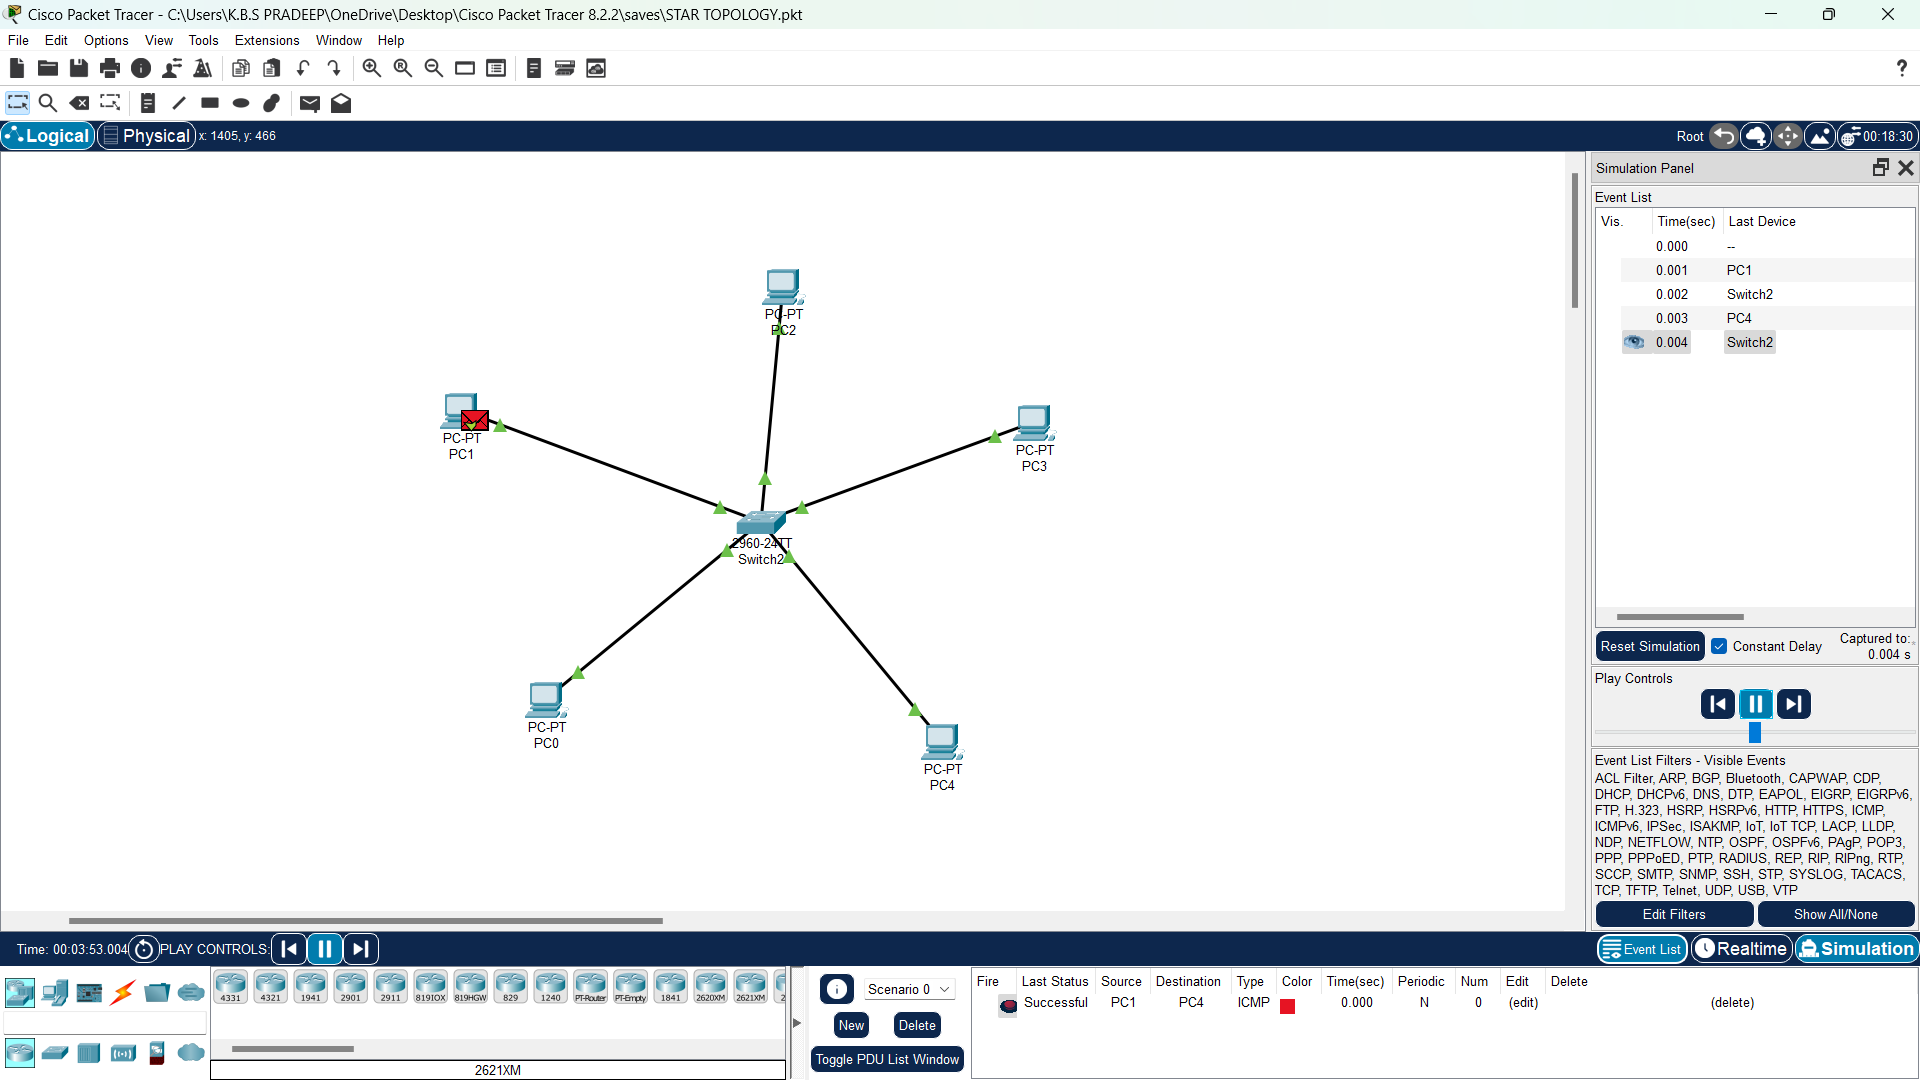 Cisco Packet Tracer - C:\Users\K.B.S PRADEEP\OneDrive\Desktop\Cisco Packet Tracer 8.2.2\saves\STAR TOPOLOGY.pkt
File Edit Options View Tools Extensions Window Help
Logical Physical x: 1405, y: 466 Root 00:18:30
Simulation Panel
Event List
Vis. Time(sec) Last Device
0.000 --
0.001 PC1
0.002 Switch2
0.003 PC4
0.004 Switch2
PC-PT
PC2
PC-PT
PC1
PC-PT
PC3
2960-24TT
Switch2
PC-PT
PC0
PC-PT
PC4
Reset Simulation Constant Delay Captured to:
0.004 s
Play Controls
Event List Filters - Visible Events
ACL Filter, ARP, BGP, Bluetooth, CAPWAP, CDP,
DHCP, DHCPv6, DNS, DTP, EAPOL, EIGRP, EIGRPv6,
FTP, H.323, HSRP, HSRPv6, HTTP, HTTPS, ICMP,
ICMPv6, IPSec, ISAKMP, IoT, IoT TCP, LACP, LLDP,
NDP, NETFLOW, NTP, OSPF, OSPFv6, PAgP, POP3,
PPP, PPPoED, PTP, RADIUS, REP, RIP, RIPng, RTP,
SCCP, SMTP, SNMP, SSH, STP, SYSLOG, TACACS,
TCP, TFTP, Telnet, UDP, USB, VTP
Edit Filters Show All/None
Time: 00:03:53.004 PLAY CONTROLS: Event List Realtime Simulation
4331 4321 1941 2901 2911 819IOX 819HGW 829 1240 PT-Router PT-Empty 1841 2620XM 2621XM 2
2621XM
Scenario 0
New Delete
Toggle PDU List Window
Fire Last Status Source Destination Type Color Time(sec) Periodic Num Edit Delete
Successful PC1 PC4 ICMP 0.000 N 0 (edit) (delete)